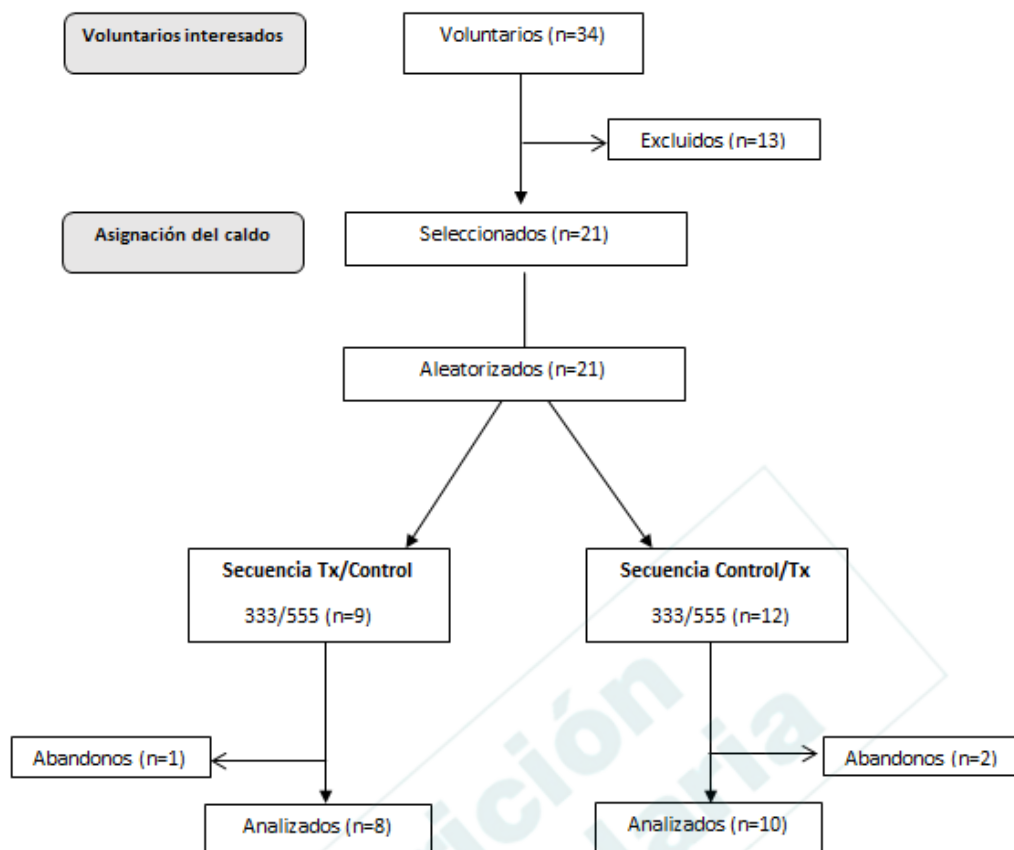 Voluntarios interesados
Voluntarios (n=34)
Excluidos (n=13)
Asignación del caldo
Seleccionados (n=21)
Aleatorizados (n=21)
Secuencia Tx/Control
333/555 (n=9)
Secuencia Control/Tx
333/555 (n=12)
Abandonos (n=1)
Abandonos (n=2)
Analizados (n=8)
Analizados (n=10)